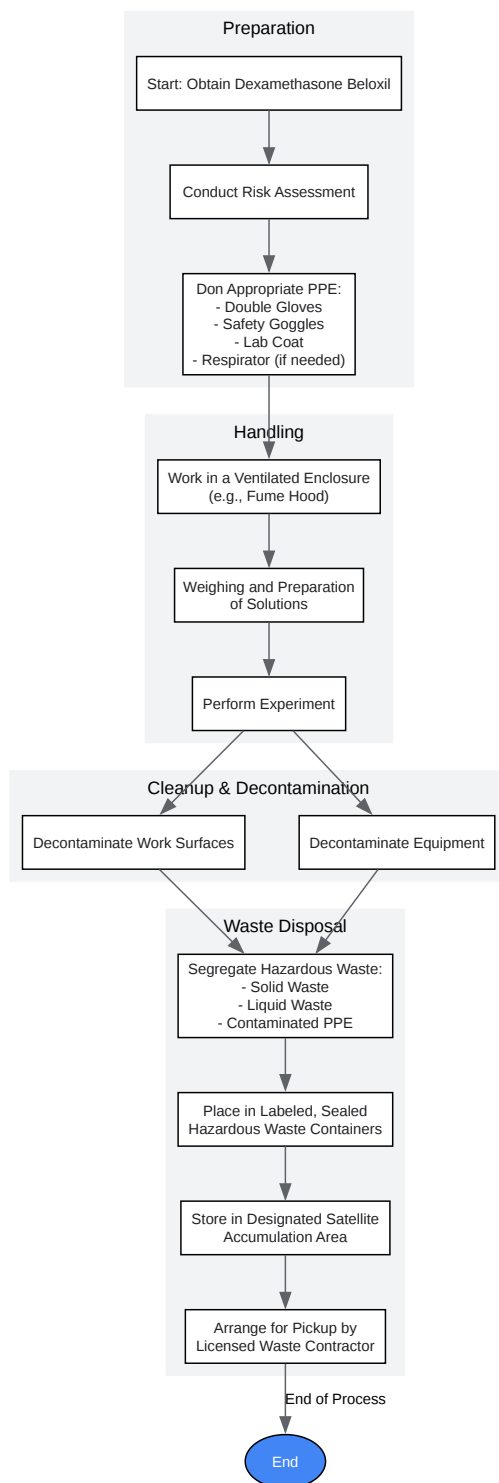 Preparation
Start: Obtain Dexamethasone Beloxil
Conduct Risk Assessment
Don Appropriate PPE:
- Double Gloves
- Safety Goggles
- Lab Coat
- Respirator (if needed)
Handling
Work in a Ventilated Enclosure
(e.g., Fume Hood)
Weighing and Preparation
of Solutions
Perform Experiment
Cleanup & Decontamination
Decontaminate Work Surfaces
Decontaminate Equipment
Waste Disposal
Segregate Hazardous Waste:
- Solid Waste
- Liquid Waste
- Contaminated PPE
Place in Labeled, Sealed
Hazardous Waste Containers
Store in Designated Satellite
Accumulation Area
Arrange for Pickup by
Licensed Waste Contractor
End of Process
End